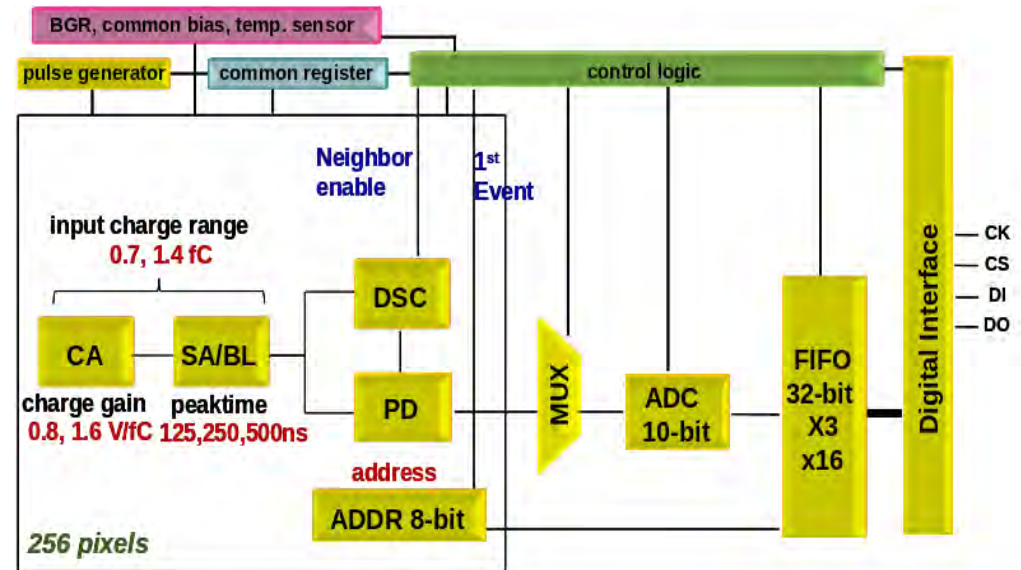 BGR, common bias, temp. sensor
pulse generator
common register
control logic
Neighbor
enable
1st
Event
input charge range
0.7, 1.4 fC
CA
SA/BL
DSC
PD
charge gain
0.8, 1.6 V/fC
peaktime
125,250,500ns
address
ADDR 8-bit
256 pixels
MUX
ADC
10-bit
FIFO
32-bit
X3
x16
Digital Interface
CK
CS
DI
DO